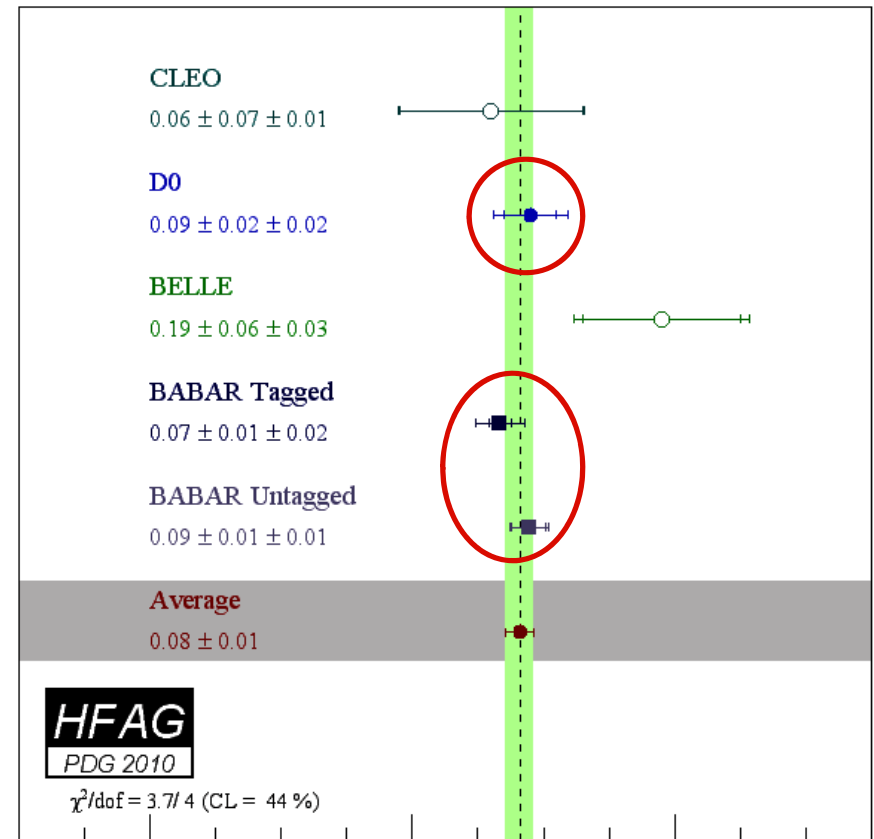 CLEO
0.06 ± 0.07 ± 0.01
D0
0.09 ± 0.02 ± 0.02
BELLE
0.19 ± 0.06 ± 0.03
BABAR Tagged
0.07 ± 0.01 ± 0.02
BABAR Untagged
0.09 ± 0.01 ± 0.01
Average
0.08 ± 0.01
HFAG
PDG 2010
χ²/dof = 3.7/ 4 (CL = 44 %)